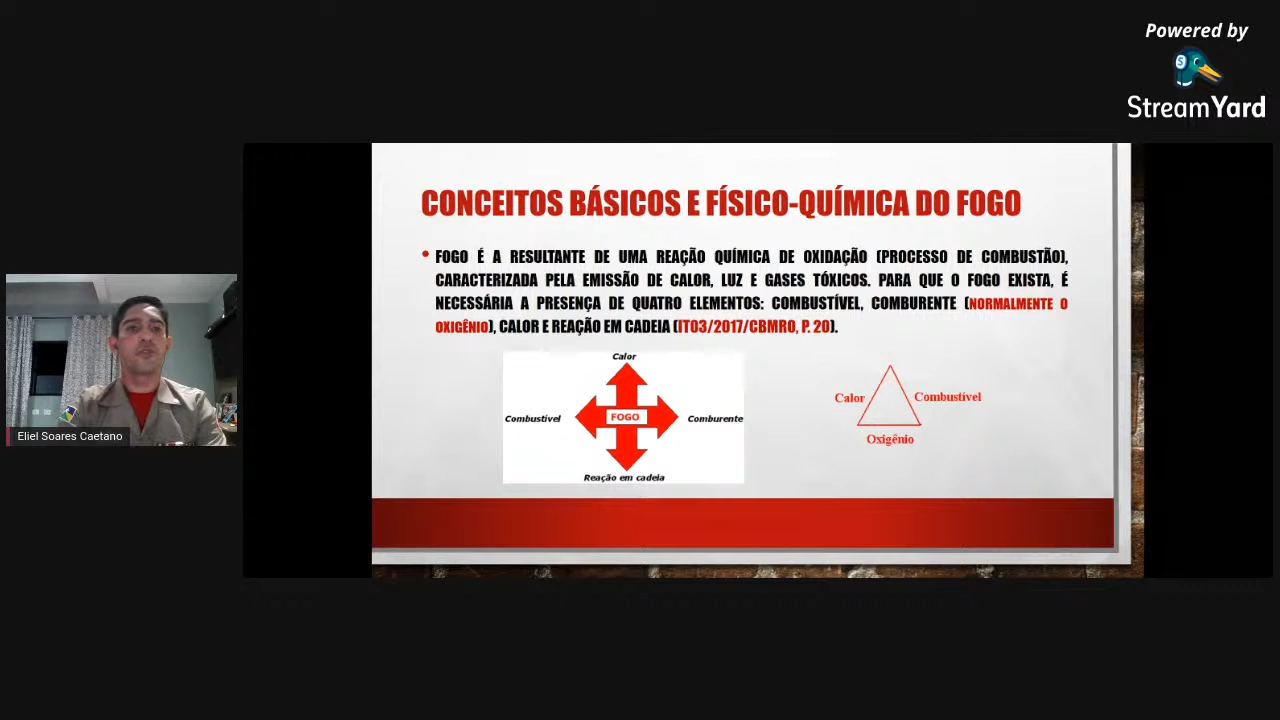 Powered by
StreamYard
CONCEITOS BÁSICOS E FÍSICO-QUÍMICA DO FOGO
• FOGO É A RESULTANTE DE UMA REAÇÃO QUÍMICA DE OXIDAÇÃO (PROCESSO DE COMBUSTÃO),
CARACTERIZADA PELA EMISSÃO DE CALOR, LUZ E GASES TÓXICOS. PARA QUE O FOGO EXISTA, É
NECESSÁRIA A PRESENÇA DE QUATRO ELEMENTOS: COMBUSTÍVEL, COMBURENTE (NORMALMENTE O
OXIGÊNIO), CALOR E REAÇÃO EM CADEIA (IT03/2017/CBMRO, P. 20).
Calor
Combustível
FOGO
Comburente
Reação em cadeia
Calor
Combustível
Oxigênio
Eliel Soares Caetano